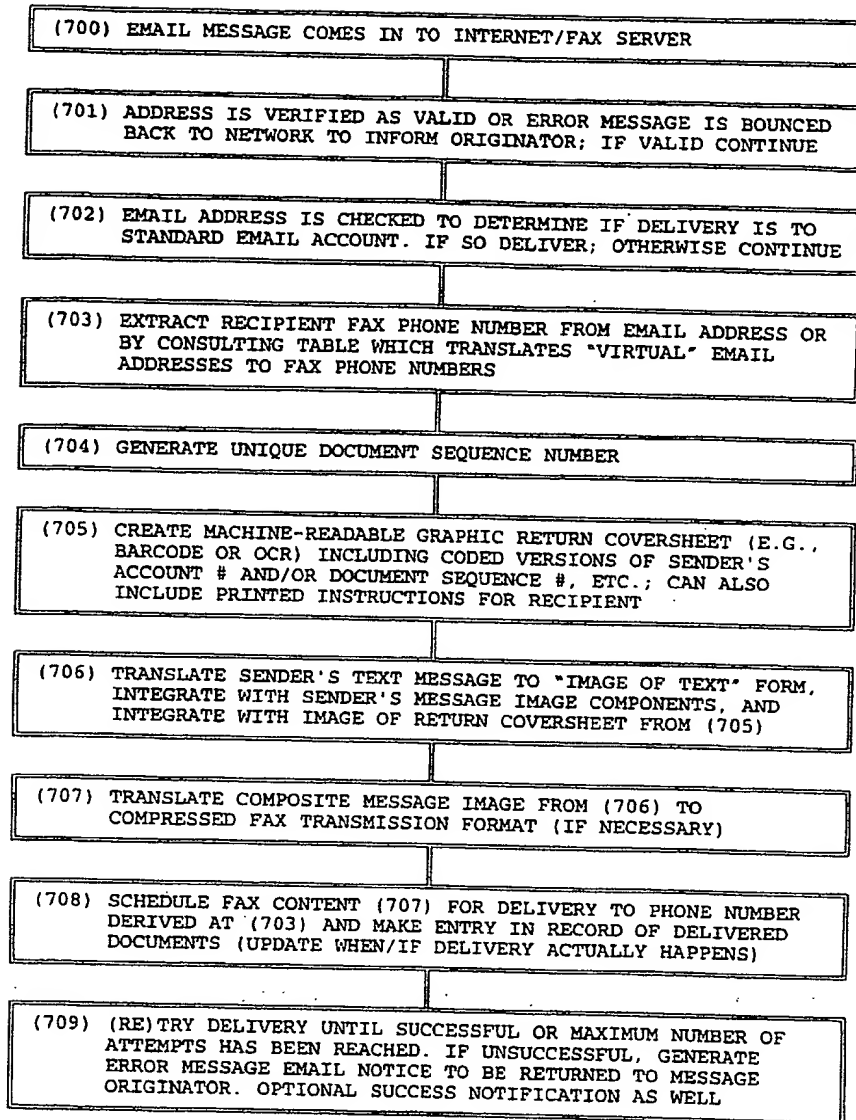 (700) EMAIL MESSAGE COMES IN TO INTERNET/FAX SERVER
(701) ADDRESS IS VERIFIED AS VALID OR ERROR MESSAGE IS BOUNCED
BACK TO NETWORK TO INFORM ORIGINATOR; IF VALID CONTINUE
(702) EMAIL ADDRESS IS CHECKED TO DETERMINE IF DELIVERY IS TO
STANDARD EMAIL ACCOUNT. IF SO DELIVER; OTHERWISE CONTINUE
(703) EXTRACT RECIPIENT FAX PHONE NUMBER FROM EMAIL ADDRESS OR
BY CONSULTING TABLE WHICH TRANSLATES "VIRTUAL" EMAIL
ADDRESSES TO FAX PHONE NUMBERS
(704) GENERATE UNIQUE DOCUMENT SEQUENCE NUMBER
(705) CREATE MACHINE-READABLE GRAPHIC RETURN COVERSHEET (E.G.,
BARCODE OR OCR) INCLUDING CODED VERSIONS OF SENDER'S
ACCOUNT # AND/OR DOCUMENT SEQUENCE #, ETC.; CAN ALSO
INCLUDE PRINTED INSTRUCTIONS FOR RECIPIENT
(706) TRANSLATE SENDER'S TEXT MESSAGE TO "IMAGE OF TEXT" FORM,
INTEGRATE WITH SENDER'S MESSAGE IMAGE COMPONENTS, AND
INTEGRATE WITH IMAGE OF RETURN COVERSHEET FROM (705)
(707) TRANSLATE COMPOSITE MESSAGE IMAGE FROM (706) TO
COMPRESSED FAX TRANSMISSION FORMAT (IF NECESSARY)
(708) SCHEDULE FAX CONTENT (707) FOR DELIVERY TO PHONE NUMBER
DERIVED AT (703) AND MAKE ENTRY IN RECORD OF DELIVERED
DOCUMENTS (UPDATE WHEN/IF DELIVERY ACTUALLY HAPPENS)
(709) (RE)TRY DELIVERY UNTIL SUCCESSFUL OR MAXIMUM NUMBER OF
ATTEMPTS HAS BEEN REACHED. IF UNSUCCESSFUL, GENERATE
ERROR MESSAGE EMAIL NOTICE TO BE RETURNED TO MESSAGE
ORIGINATOR. OPTIONAL SUCCESS NOTIFICATION AS WELL